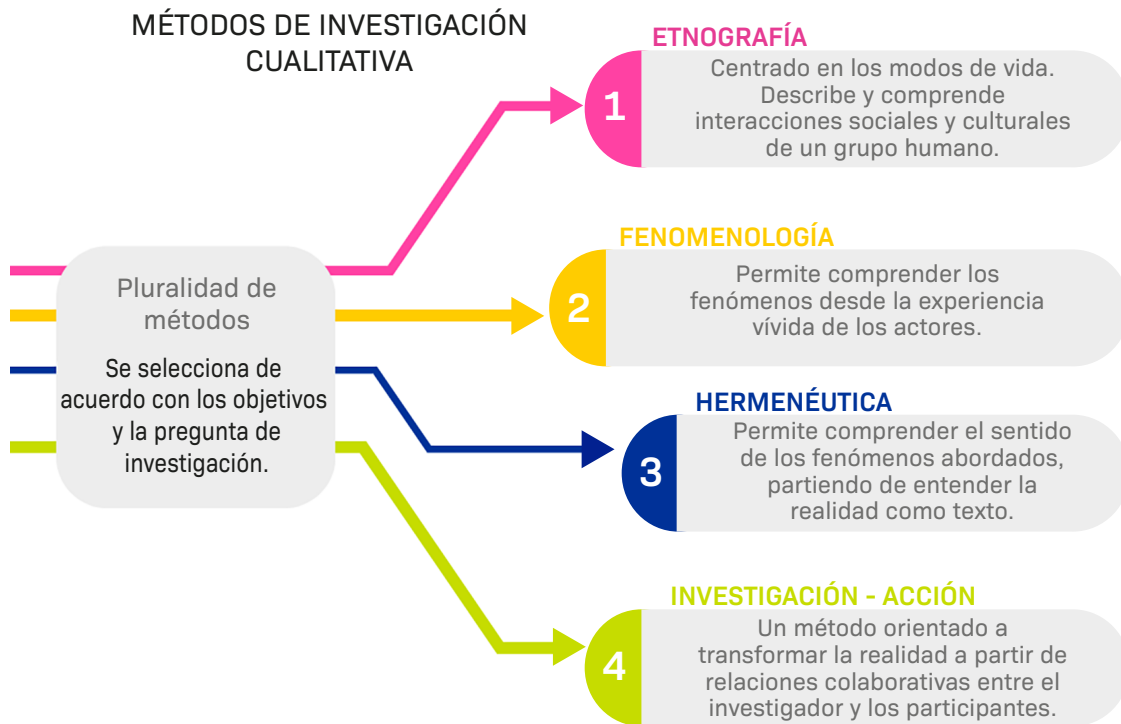 MÉTODOS DE INVESTIGACIÓN
CUALITATIVA
Pluralidad de
métodos
Se selecciona de
acuerdo con los objetivos
y la pregunta de
investigación.
ETNOGRAFÍA
1
Centrado en los modos de vida.
Describe y comprende
interacciones sociales y culturales
de un grupo humano.
FENOMENOLOGÍA
2
Permite comprender los
fenómenos desde la experiencia
vívida de los actores.
HERMENÉUTICA
3
Permite comprender el sentido
de los fenómenos abordados,
partiendo de entender la
realidad como texto.
INVESTIGACIÓN - ACCIÓN
4
Un método orientado a
transformar la realidad a partir de
relaciones colaborativas entre el
investigador y los participantes.